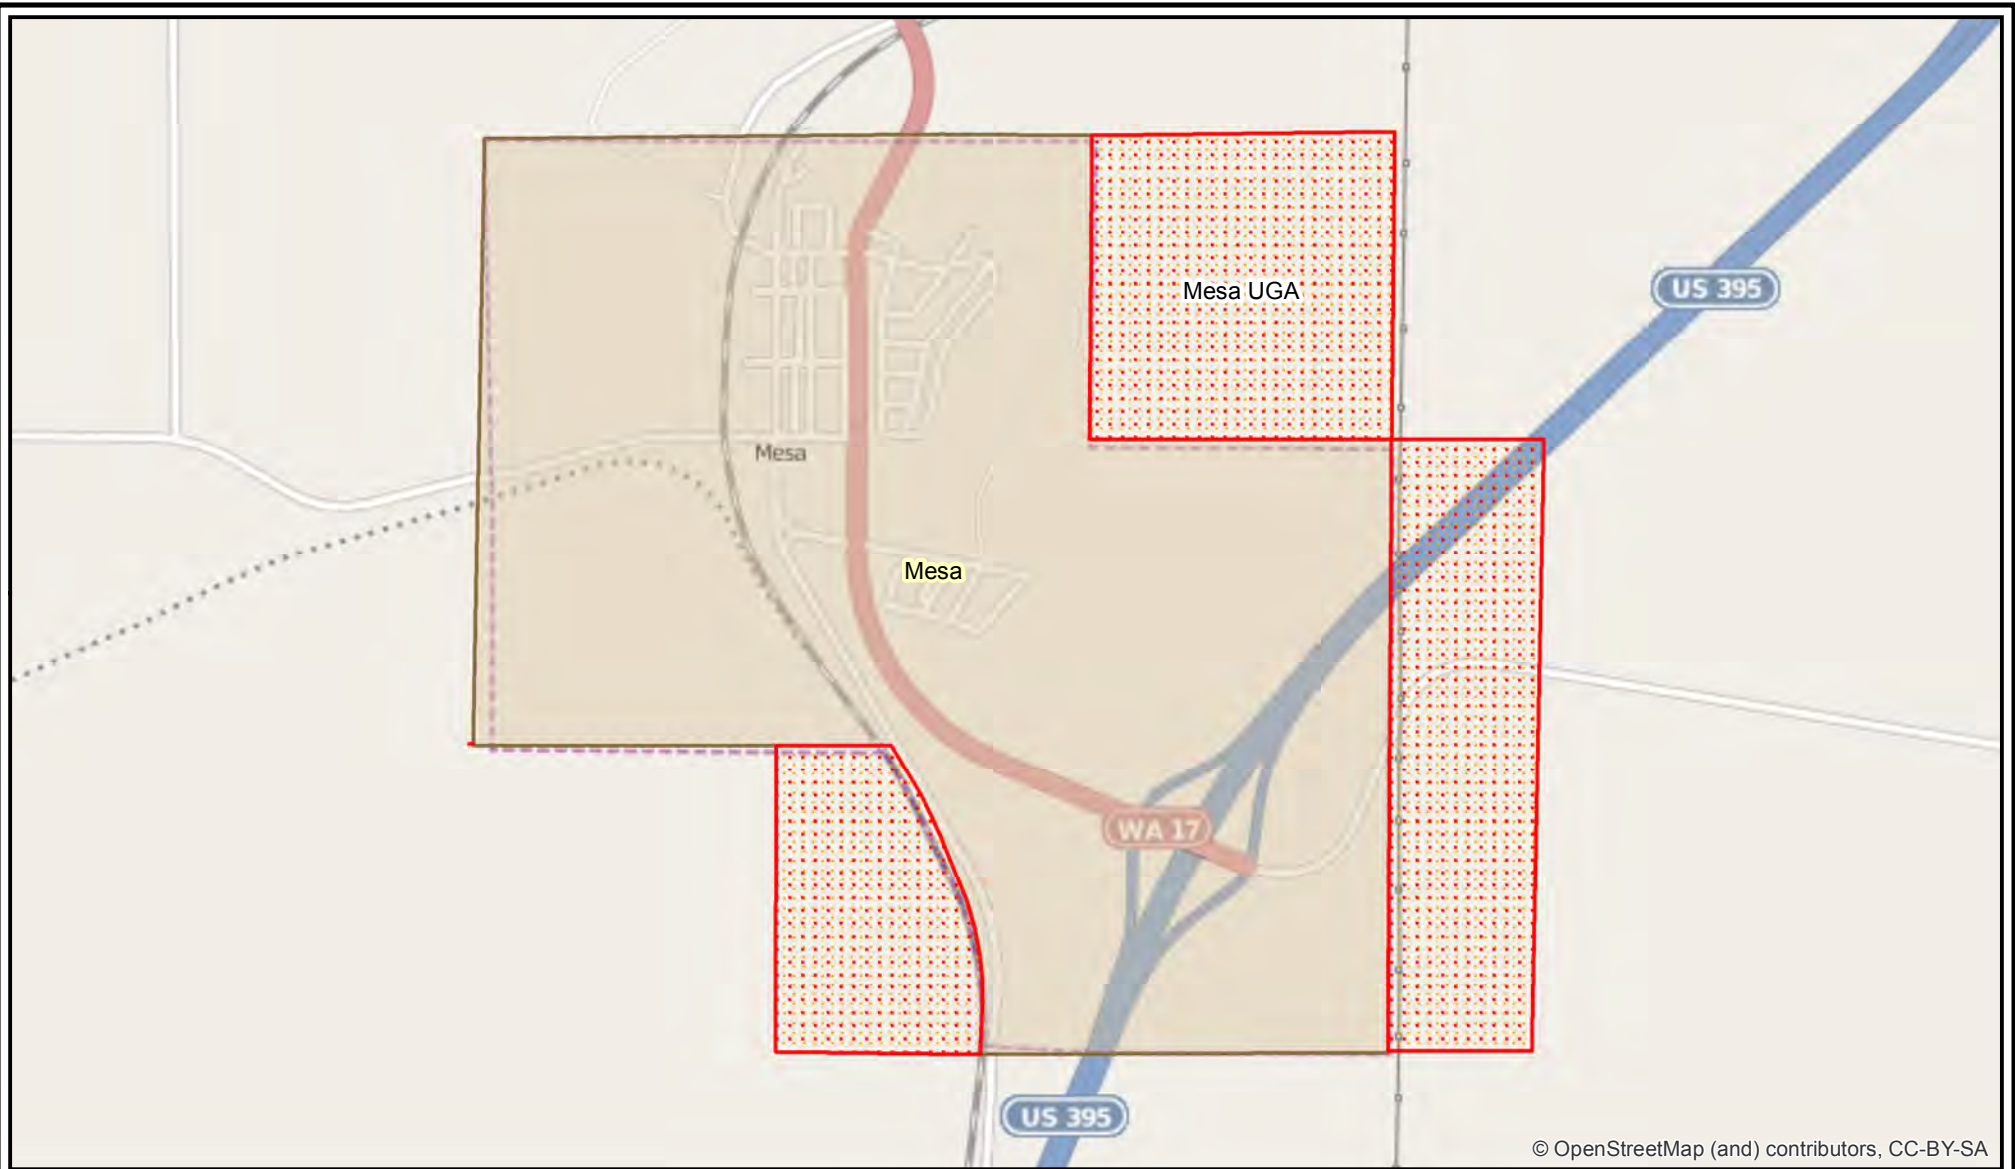 Mesa UGA
US 395
Mesa
Mesa
WA 17
US 395
© OpenStreetMap (and) contributors, CC-BY-SA